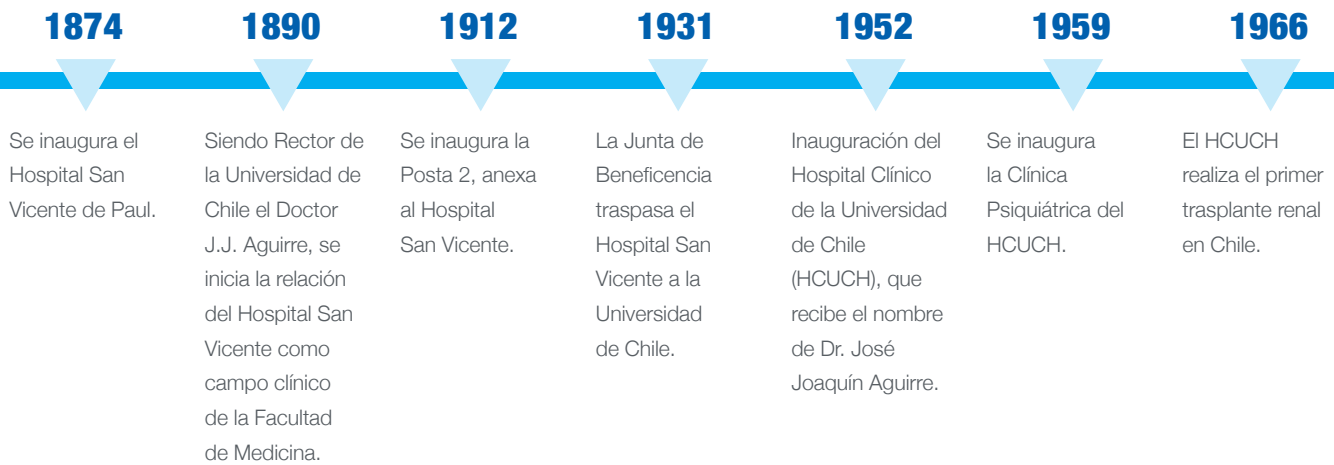 1874
Se inaugura el
Hospital San
Vicente de Paul.
1890
Siendo Rector de
la Universidad de
Chile el Doctor
J.J. Aguirre, se
inicia la relación
del Hospital San
Vicente como
campo clínico
de la Facultad
de Medicina.
1912
Se inaugura la
Posta 2, anexa
al Hospital
San Vicente.
1931
La Junta de
Beneficencia
traspasa el
Hospital San
Vicente a la
Universidad
de Chile.
1952
Inauguración del
Hospital Clínico
de la Universidad
de Chile
(HCUCH), que
recibe el nombre
de Dr. José
Joaquín Aguirre.
1959
Se inaugura
la Clínica
Psiquiátrica del
HCUCH.
1966
El HCUCH
realiza el primer
trasplante renal
en Chile.